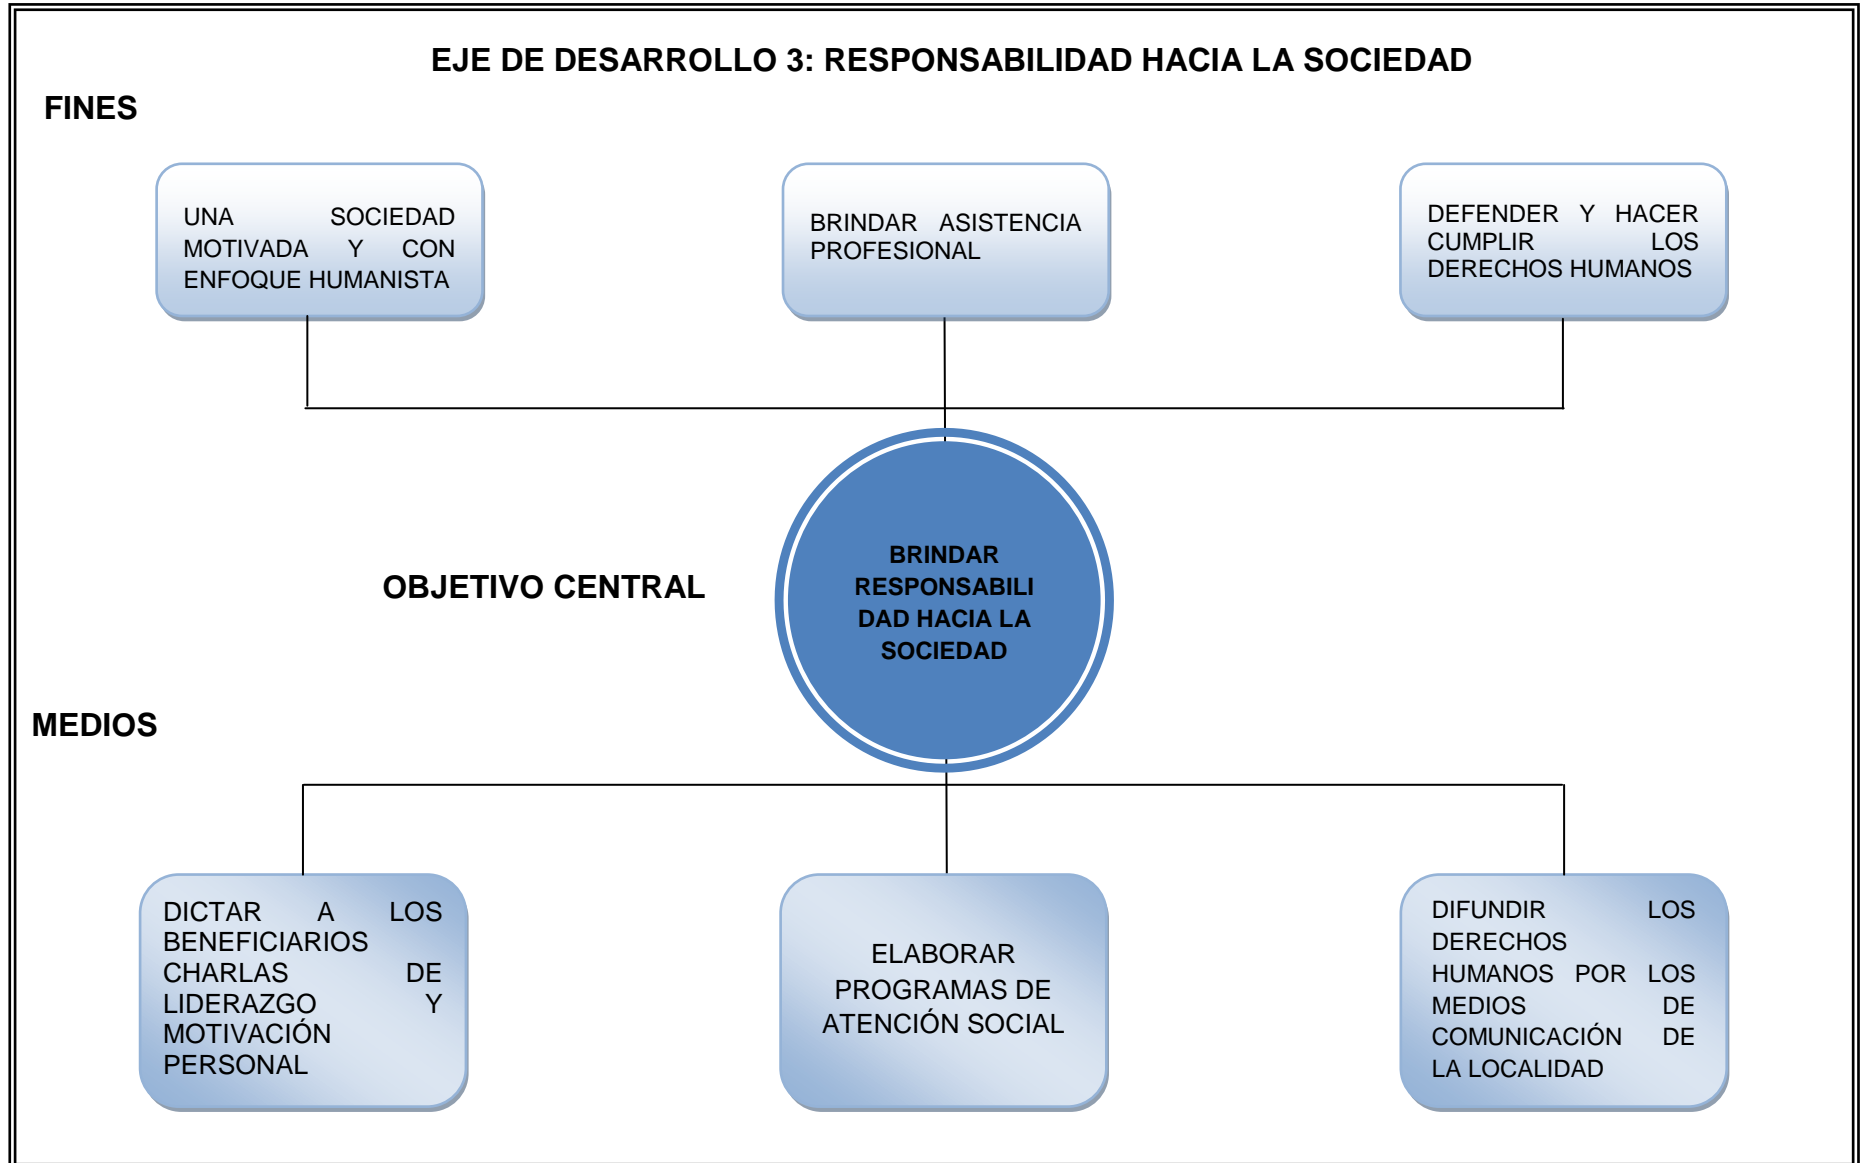 EJE DE DESARROLLO 3: RESPONSABILIDAD HACIA LA SOCIEDAD
FINES
UNA SOCIEDAD
MOTIVADA Y CON
ENFOQUE HUMANISTA
BRINDAR ASISTENCIA
PROFESIONAL
DEFENDER Y HACER
CUMPLIR LOS
DERECHOS HUMANOS
OBJETIVO CENTRAL
BRINDAR
RESPONSABILI
DAD HACIA LA
SOCIEDAD
MEDIOS
DICTAR A LOS
BENEFICIARIOS
CHARLAS DE
LIDERAZGO Y
MOTIVACIÓN
PERSONAL
ELABORAR
PROGRAMAS DE
ATENCIÓN SOCIAL
DIFUNDIR LOS
DERECHOS
HUMANOS POR LOS
MEDIOS DE
COMUNICACIÓN DE
LA LOCALIDAD